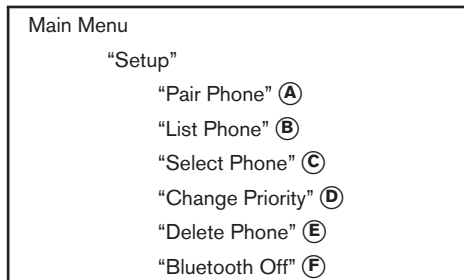 Main Menu
“Setup”
“Pair Phone” Ⓐ
“List Phone” Ⓑ
“Select Phone” Ⓒ
“Change Priority” Ⓓ
“Delete Phone” Ⓔ
“Bluetooth Off” Ⓕ